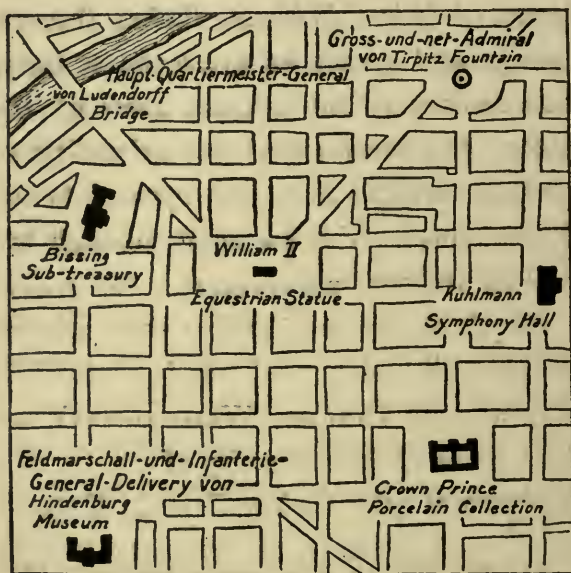 Gross-und-net-Admiral
von Tirpitz Fountain
Haupt-Quartiermeister-General
von Ludendorff
Bridge
Bissing
Sub-treasury
William II
Equestrian-Statue
Kuhlmann
Symphony Hall
Feldmarschall-und-Infanterie-
General-Delivery von
Hindenburg
Museum
Crown Prince
Porcelain Collection